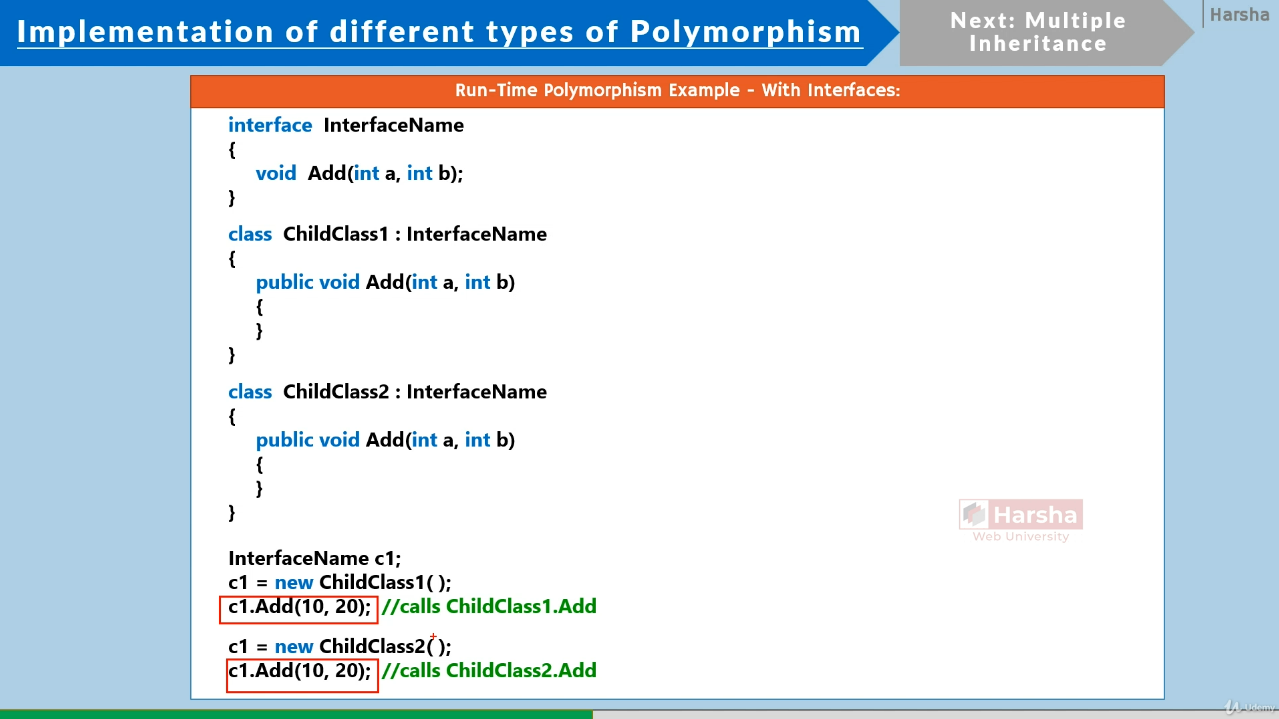 Implementation of different types of Polymorphism
Next: Multiple
Inheritance
Harsha
Run-Time Polymorphism Example - With Interfaces:
interface InterfaceName
{
void Add(int a, int b);
}
class ChildClass1 : InterfaceName
{
public void Add(int a, int b)
{
}
}
class ChildClass2 : InterfaceName
{
public void Add(int a, int b)
{
}
}
InterfaceName c1;
c1 = new ChildClass1( );
c1.Add(10, 20); //calls ChildClass1.Add
c1 = new ChildClass2( );
c1.Add(10, 20); //calls ChildClass2.Add
Harsha
Web University
Udemy